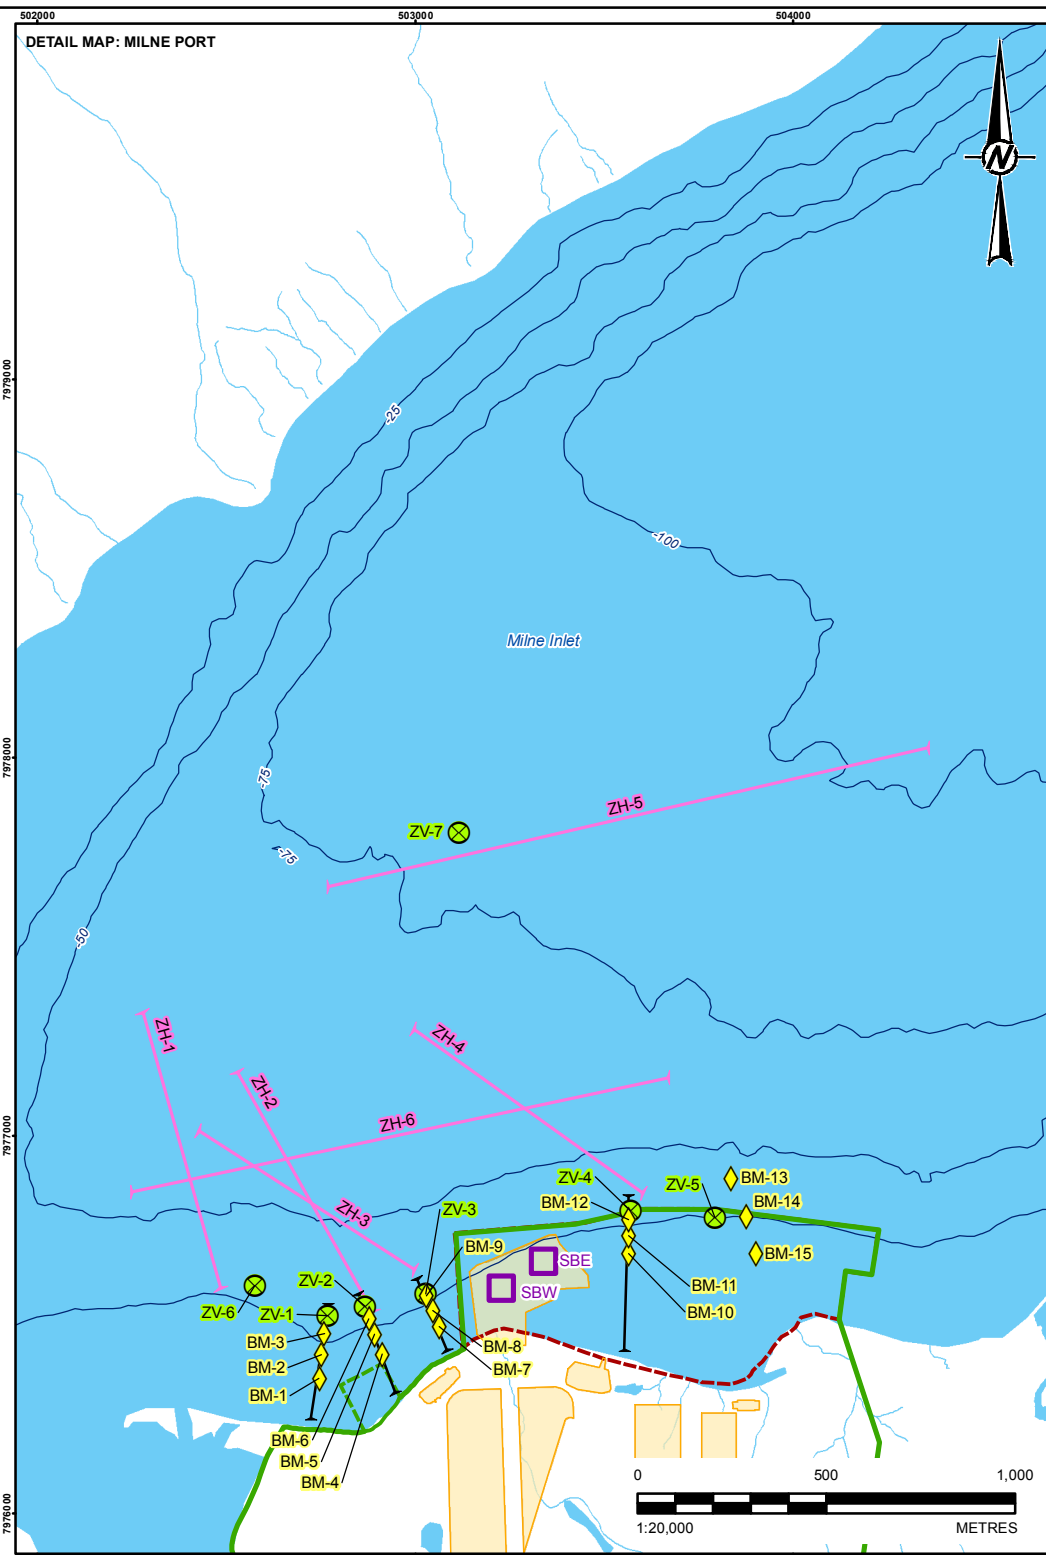 502000
503000
504000
DETAIL MAP: MILNE PORT
N
7979000
-25
-100
Milne Inlet
7978000
-75
ZH-5
ZV-7
-75
-50
ZH-1
ZH-4
ZH-2
7977000
ZH-6
ZV-4
BM-13
ZV-5
BM-12
BM-14
ZH-3
ZV-3
BM-9
BM-15
SBE
ZV-2
BM-11
SBW
ZV-6
ZV-1
BM-10
BM-3
BM-8
BM-2
BM-7
BM-1
BM-6
BM-5
BM-4
0 500 1,000
7976000
1:20,000 METRES